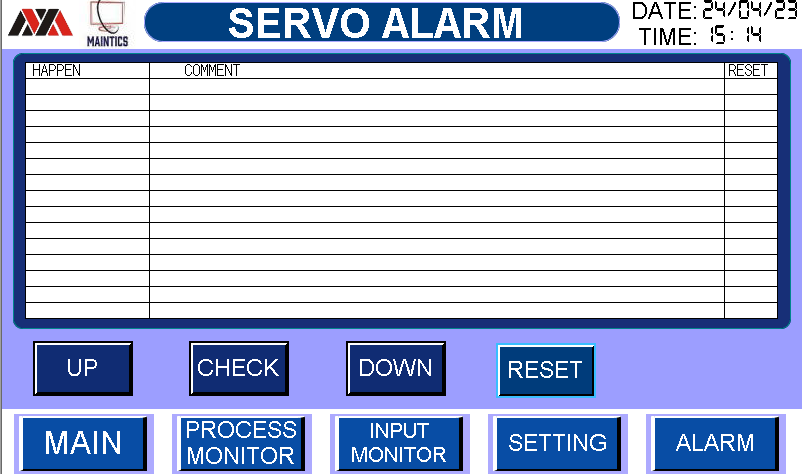 MAINTICS
SERVO ALARM
DATE: 24/04/23
TIME: 15:14
HAPPEN COMMENT RESET
UP CHECK DOWN RESET
MAIN
PROCESS
MONITOR
INPUT
MONITOR
SETTING
ALARM